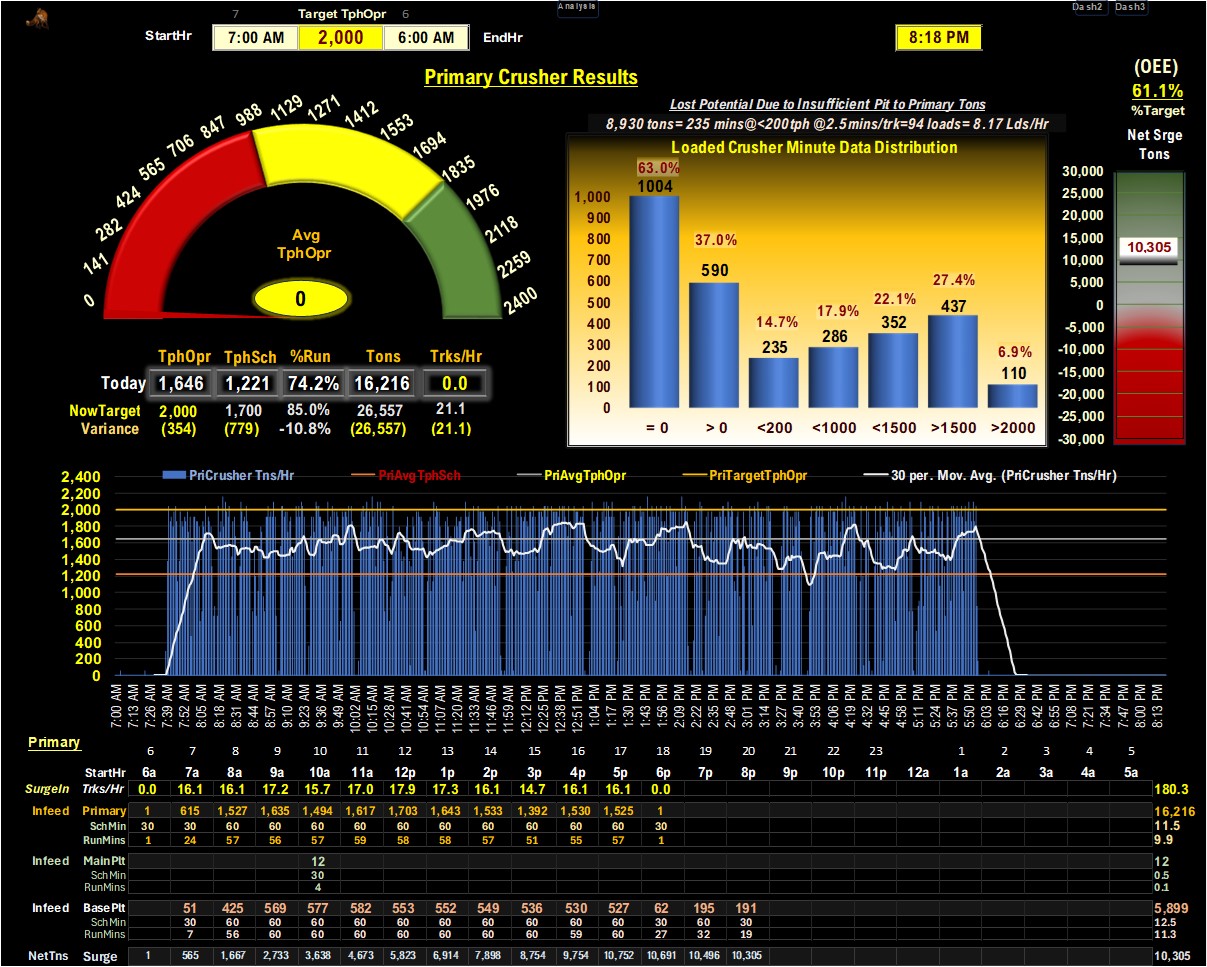 7 Target TphOpr 6 Analysis Dash2 Dash3
StartHr 7:00 AM 2,000 6:00 AM EndHr 8:18 PM
Primary Crusher Results
(OEE)
61.1%
%Target
Net Srge
Tons
Lost Potential Due to Insufficient Pit to Primary Tons
8,930 tons= 235 mins@<200tph @2.5mins/trk=94 loads= 8.17 Lds/Hr
0 141 282 424 565 706 847 988 1129 1271 1412 1553 1694 1835 1976 2118 2259 2400
Avg
TphOpr
0
Loaded Crusher Minute Data Distribution
1,000
900
800
700
600
500
400
300
200
100
0
63.0%
1004
37.0%
590
14.7%
235
17.9%
286
22.1%
352
27.4%
437
6.9%
110
= 0 > 0 <200 <1000 <1500 >1500 >2000
30,000
25,000
20,000
15,000
10,000
5,000
0
-5,000
-10,000
-15,000
-20,000
-25,000
-30,000
10,305
TphOpr TphSch %Run Tons Trks/Hr
Today 1,646 1,221 74.2% 16,216 0.0
NowTarget 2,000 1,700 85.0% 26,557 21.1
Variance (354) (779) -10.8% (26,557) (21.1)
PriCrusher Tns/Hr PriAvgTphSch PriAvgTphOpr PriTargetTphOpr 30 per. Mov. Avg. (PriCrusher Tns/Hr)
2,400
2,200
2,000
1,800
1,600
1,400
1,200
1,000
800
600
400
200
0
7:00 AM 7:13 AM 7:26 AM 7:39 AM 7:52 AM 8:05 AM 8:18 AM 8:31 AM 8:44 AM 8:57 AM 9:10 AM 9:23 AM 9:36 AM 9:49 AM 10:02 AM 10:15 AM 10:28 AM 10:41 AM 10:54 AM 11:07 AM 11:20 AM 11:33 AM 11:46 AM 11:59 AM 12:12 PM 12:25 PM 12:38 PM 12:51 PM 1:04 PM 1:17 PM 1:30 PM 1:43 PM 1:56 PM 2:09 PM 2:22 PM 2:35 PM 2:48 PM 3:01 PM 3:14 PM 3:27 PM 3:40 PM 3:53 PM 4:06 PM 4:19 PM 4:32 PM 4:45 PM 4:58 PM 5:11 PM 5:24 PM 5:37 PM 5:50 PM 6:03 PM 6:16 PM 6:29 PM 6:42 PM 6:55 PM 7:08 PM 7:21 PM 7:34 PM 7:47 PM 8:00 PM 8:13 PM
Primary
6 7 8 9 10 11 12 13 14 15 16 17 18 19 20 21 22 23 1 2 3 4 5
StartHr 6a 7a 8a 9a 10a 11a 12p 1p 2p 3p 4p 5p 6p 7p 8p 9p 10p 11p 12a 1a 2a 3a 4a 5a
SurgeIn Trks/Hr 0.0 16.1 16.1 17.2 15.7 17.0 17.9 17.3 16.1 14.7 16.1 16.1 0.0 180.3
Infeed Primary 1 615 1,527 1,635 1,494 1,617 1,703 1,643 1,533 1,392 1,530 1,525 1 16,216
SchMin 30 30 60 60 60 60 60 60 60 60 60 60 30 11.5
RunMins 1 24 57 56 57 59 58 58 57 51 55 57 1 9.9
Infeed MainPlt 12 12
SchMin 30 0.5
RunMins 4 0.1
Infeed BasePlt 51 425 569 577 582 553 552 549 536 530 527 62 195 191 5,899
SchMin 30 60 60 60 60 60 60 60 60 60 60 30 60 30 12.5
RunMins 7 56 60 60 60 60 60 60 60 59 60 27 32 19 11.3
NetTns Surge 1 565 1,667 2,733 3,638 4,673 5,823 6,914 7,898 8,754 9,754 10,752 10,691 10,496 10,305 10,305